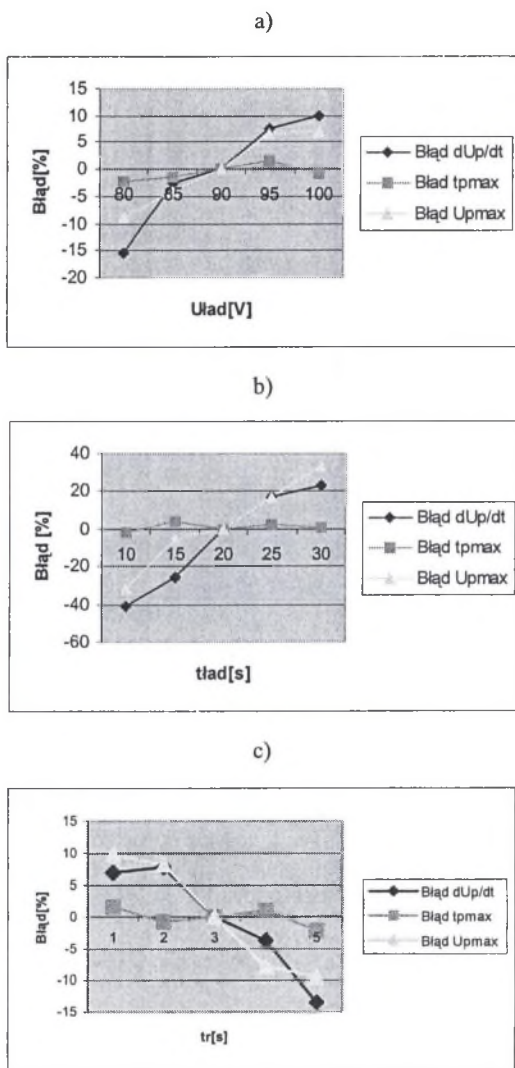 a)
15
10
5
0
-5
-10
-15
-20
Błąd[%]
80 85 90 95 100
Uład[V]
Błąd dUp/dt
Błąd tpmax
Błąd Upmax
b)
40
20
0
-20
-40
-60
Błąd [%]
10 15 20 25 30
tład[s]
Błąd dUp/dt
Błąd tpmax
Błąd Upmax
c)
15
10
5
0
-5
-10
-15
Błąd[%]
1 2 3 5
tr[s]
Błąd dUp/dt
Błąd tpmax
Błąd Upmax